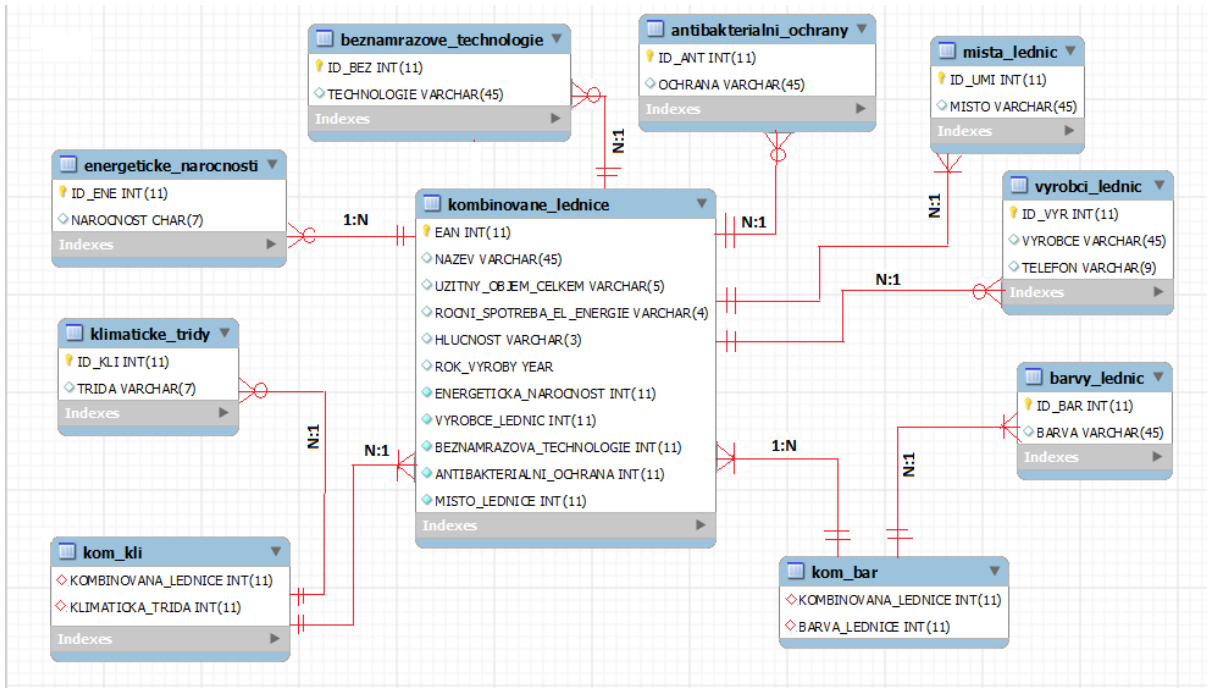 beznamrazove_technologie
ID_BEZ INT(11)
TECHNOLOGIE VARCHAR(45)
Indexes
antibakterialni_ochrany
ID_ANT INT(11)
OCHRANA VARCHAR(45)
Indexes
mista_lednic
ID_UMI INT(11)
MISTO VARCHAR(45)
Indexes
energeticke_narocnosti
ID_ENE INT(11)
NAROCNOST CHAR(7)
Indexes
vyrobci_lednic
ID_VYR INT(11)
VYROBCE VARCHAR(45)
TELEFON VARCHAR(9)
Indexes
kombinovane_lednice
EAN INT(11)
NAZEV VARCHAR(45)
UZITNY_OBJEM_CELKEM VARCHAR(5)
ROCNI_SPOTREBA_EL_ENERGIE VARCHAR(4)
HLUCNOST VARCHAR(3)
ROK_VYROBY YEAR
ENERGETICKA_NAROCNOST INT(11)
VYROBCE_LEDNIC INT(11)
BEZNAMRAZOVA_TECHNOLOGIE INT(11)
ANTIBAKTERIALNI_OCHRANA INT(11)
MISTO_LEDNICE INT(11)
Indexes
klimaticke_tridy
ID_KLI INT(11)
TRIDA VARCHAR(7)
Indexes
barvy_lednic
ID_BAR INT(11)
BARVA VARCHAR(45)
Indexes
kom_kli
KOMBINOVANA_LEDNICE INT(11)
KLIMATICKA_TRIDA INT(11)
Indexes
kom_bar
KOMBINOVANA_LEDNICE INT(11)
BARVA_LEDNICE INT(11)
N:1
N:1
N:1
1:N
N:1
N:1
N:1
1:N
N:1